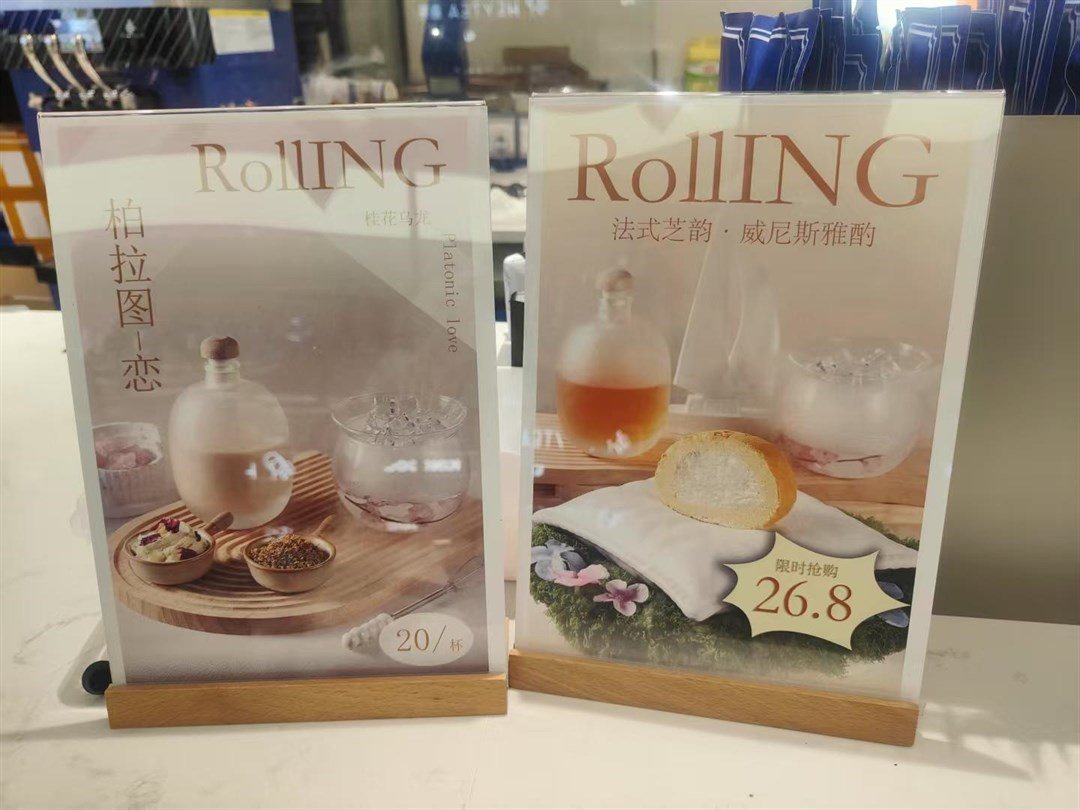 RollING
桂花乌龙
柏拉图-恋
Platonic love
20/杯
RollING
法式芝韵·威尼斯雅酌
限时抢购
26.8